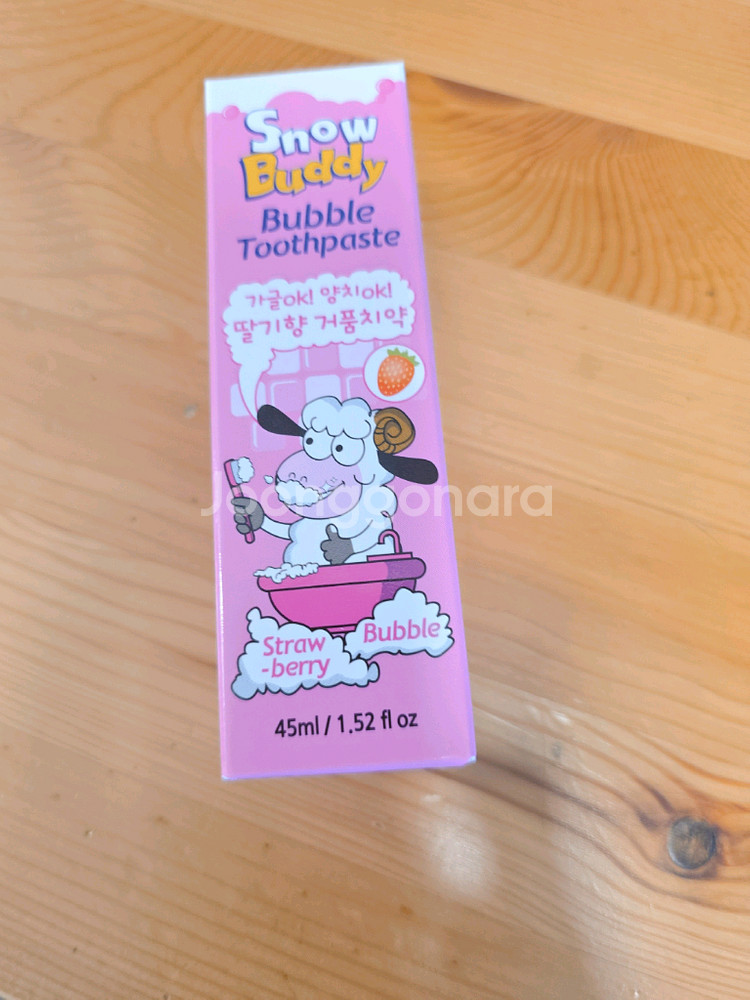 Snow
Buddy
Bubble
Toothpaste
가글ok! 양치ok!
딸기향 거품치약
Joonggonara
Straw
-berry
Bubble
45ml / 1.52 fl oz